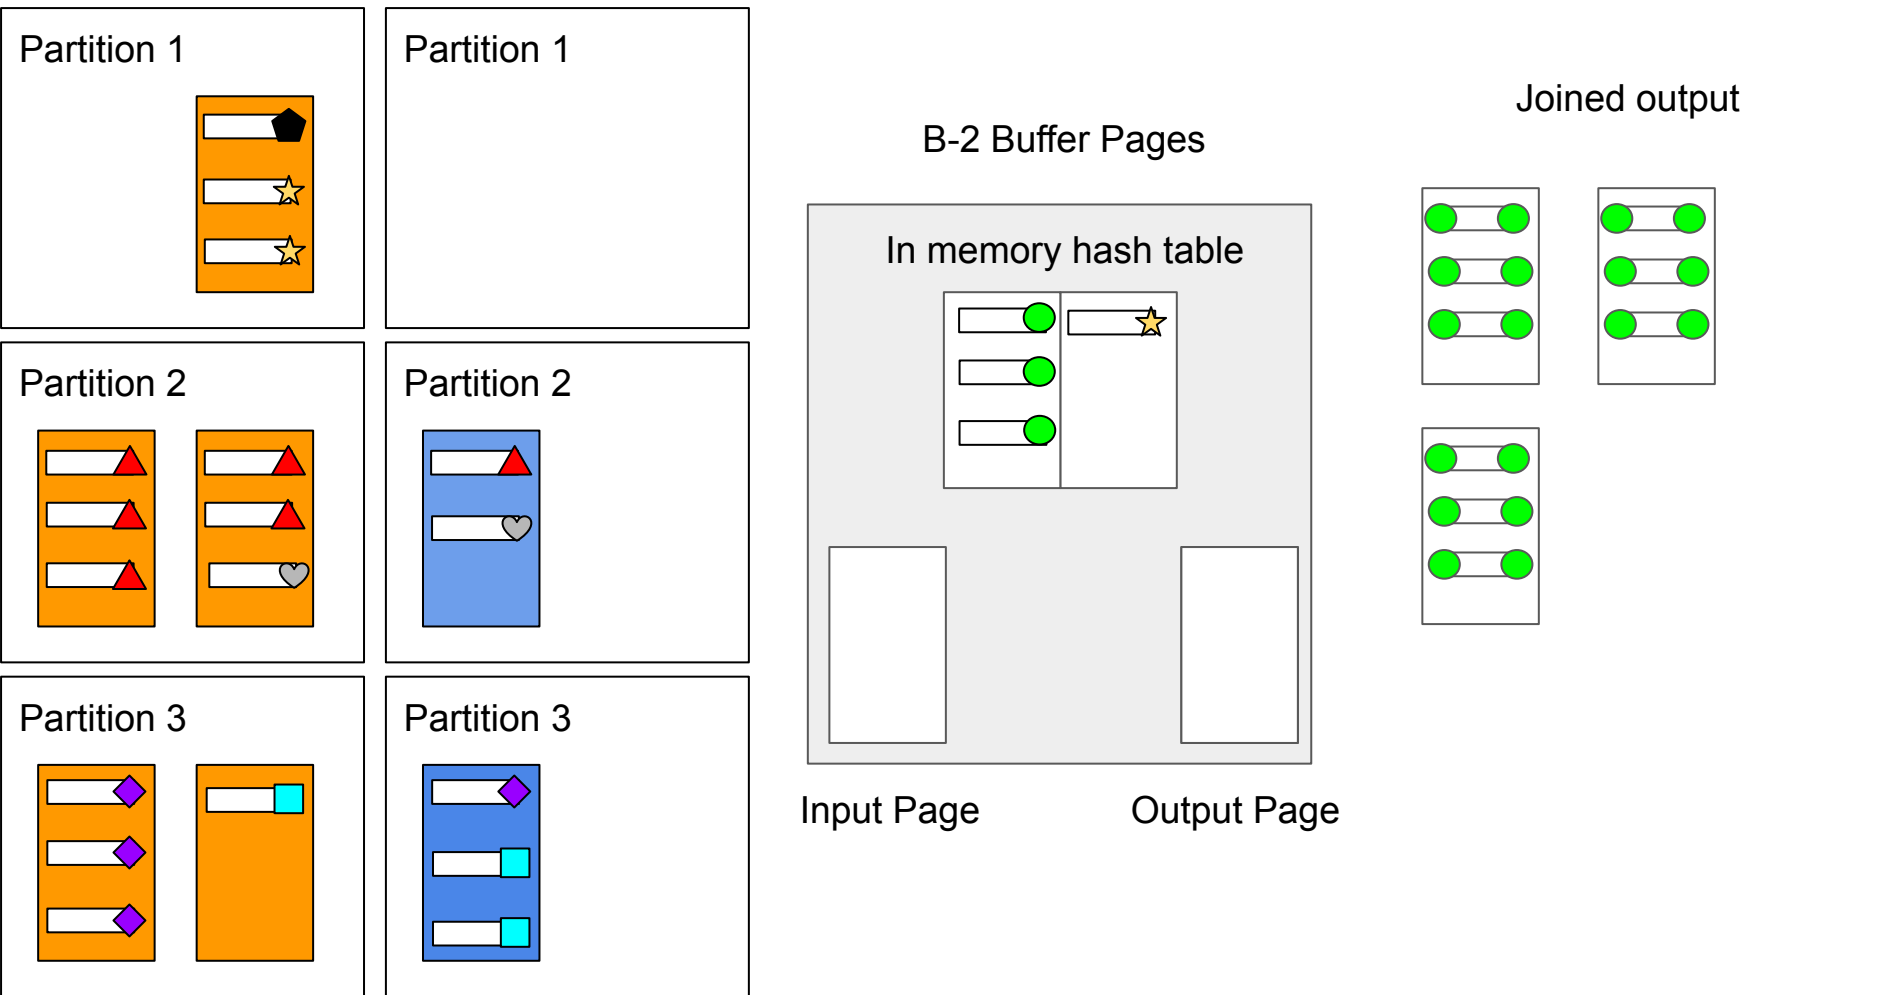 Partition 1
Partition 1
Joined output
B-2 Buffer Pages
In memory hash table
Partition 2
Partition 2
Partition 3
Partition 3
Input Page
Output Page